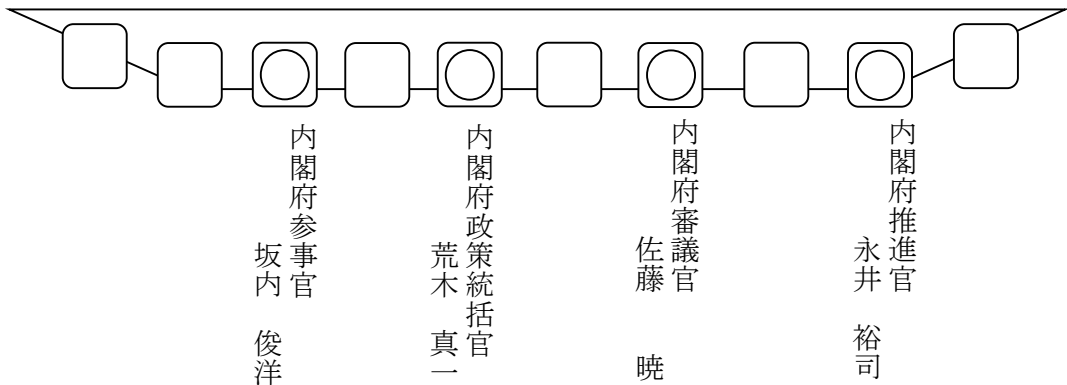 内閣府推進官
永井 裕司
内閣府審議官
佐藤 暁
内閣府政策統括官
荒木 真一
内閣府参事官
坂内 俊洋